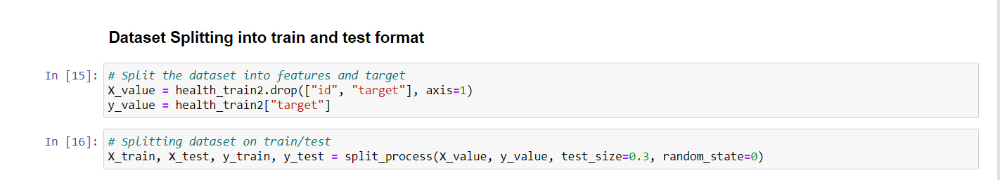 Dataset Splitting into train and test format
In [15]: # Split the dataset into features and target
X_value = health_train2.drop(["id", "target"], axis=1)
y_value = health_train2["target"]
In [16]: # Splitting dataset on train/test
X_train, X_test, y_train, y_test = split_process(X_value, y_value, test_size=0.3, random_state=0)